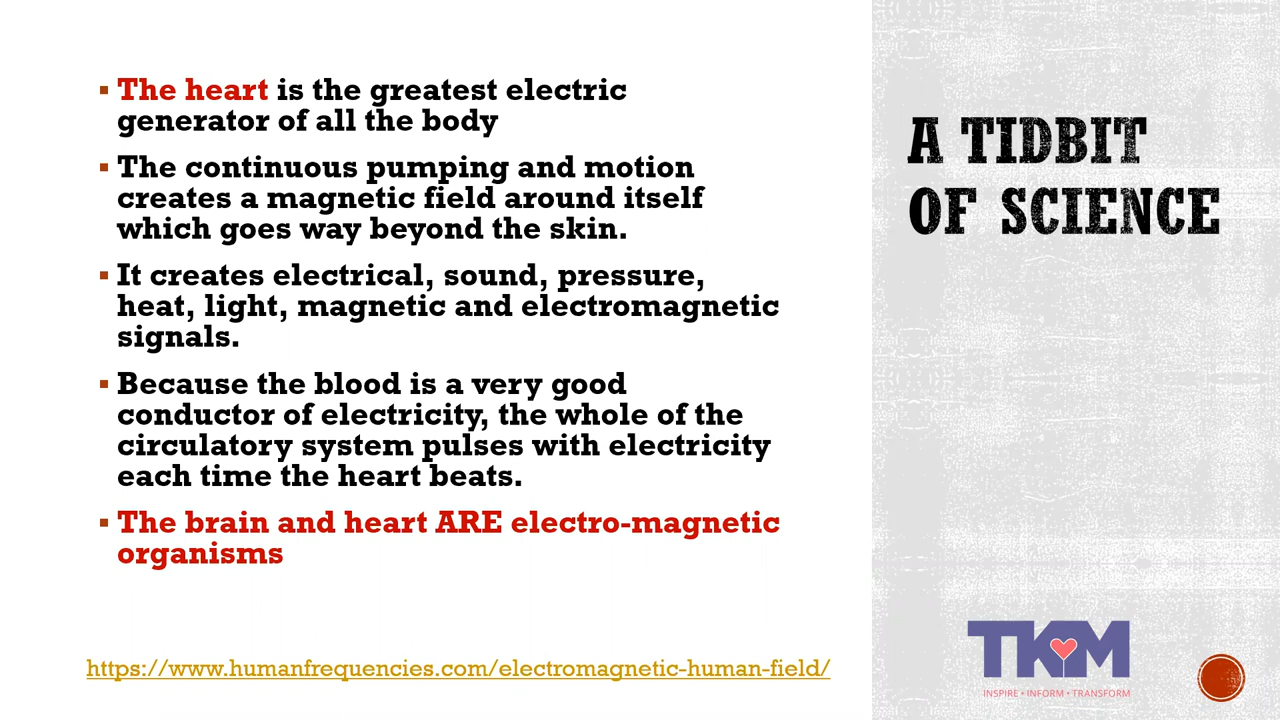 The heart is the greatest electric
generator of all the body
The continuous pumping and motion
creates a magnetic field around itself
which goes way beyond the skin.
It creates electrical, sound, pressure,
heat, light, magnetic and electromagnetic
signals.
Because the blood is a very good
conductor of electricity, the whole of the
circulatory system pulses with electricity
each time the heart beats.
The brain and heart ARE electro-magnetic
organisms
https://www.humanfrequencies.com/electromagnetic-human-field/
A TIDBIT
OF SCIENCE
TKM
INSPIRE • INFORM • TRANSFORM